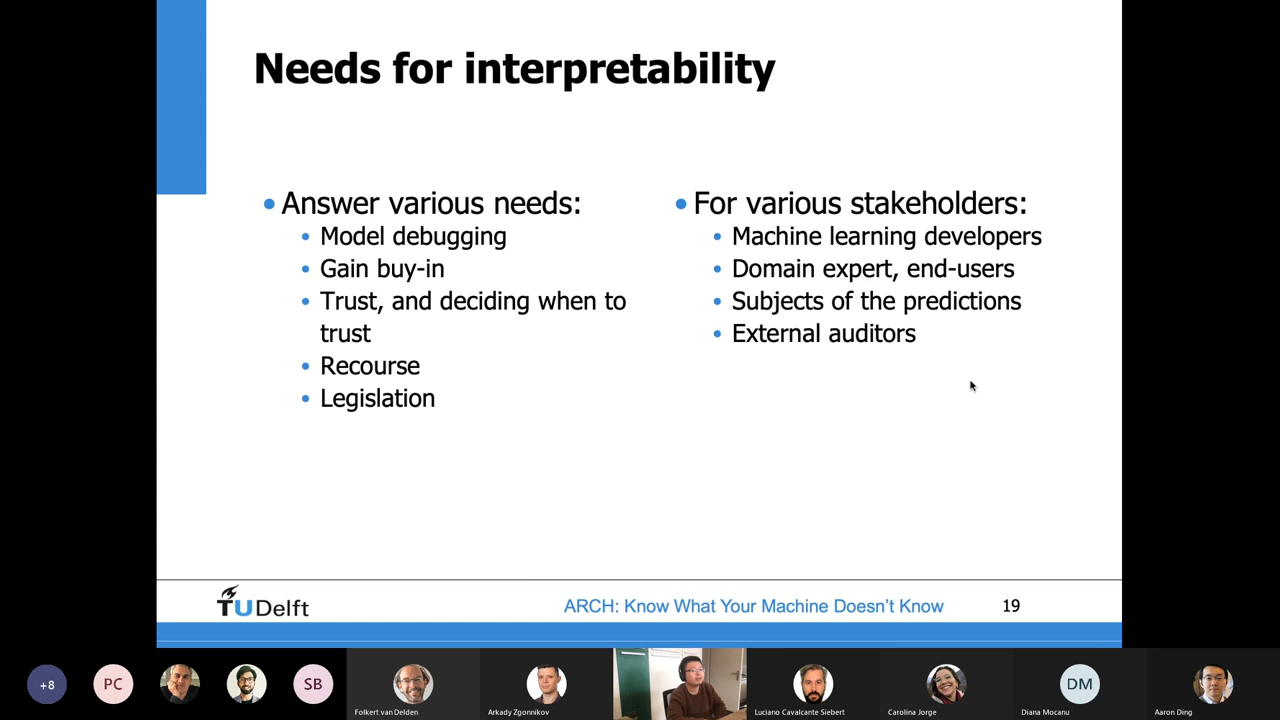 Needs for interpretability
• Answer various needs:
• Model debugging
• Gain buy-in
• Trust, and deciding when to
trust
• Recourse
• Legislation
• For various stakeholders:
• Machine learning developers
• Domain expert, end-users
• Subjects of the predictions
• External auditors
TU Delft
ARCH: Know What Your Machine Doesn’t Know
19
+8
PC
SB
Folkert van Delden
Arkady Zgonnikov
Luciano Cavalcante Siebert
Carolina Jorge
DM
Diana Mocanu
Aaron Ding